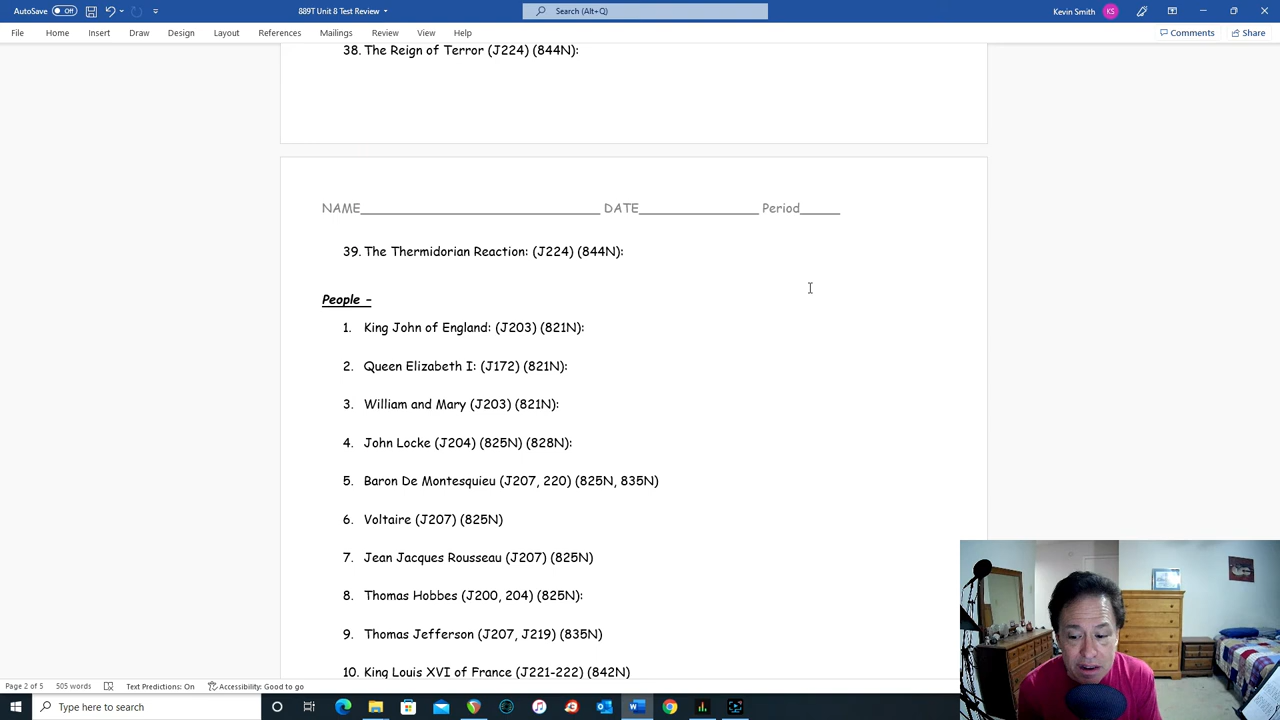 AutoSave Off
889T Unit 8 Test Review
Search (Alt+Q)
Kevin Smith KS
File Home Insert Draw Design Layout References Mailings Review View Help Comments Share
38. The Reign of Terror (J224) (844N):
NAME______________________________ DATE_______________ Period_____
39. The Thermidorian Reaction: (J224) (844N):
People -
1. King John of England: (J203) (821N):
2. Queen Elizabeth I: (J172) (821N):
3. William and Mary (J203) (821N):
4. John Locke (J204) (825N) (828N):
5. Baron De Montesquieu (J207, 220) (825N, 835N)
6. Voltaire (J207) (825N)
7. Jean Jacques Rousseau (J207) (825N)
8. Thomas Hobbes (J200, 204) (825N):
9. Thomas Jefferson (J207, J219) (835N)
10. King Louis XVI of France (J221-222) (842N)
Page 2 of 5 505 words Text Predictions: On Accessibility: Good to go
Type here to search